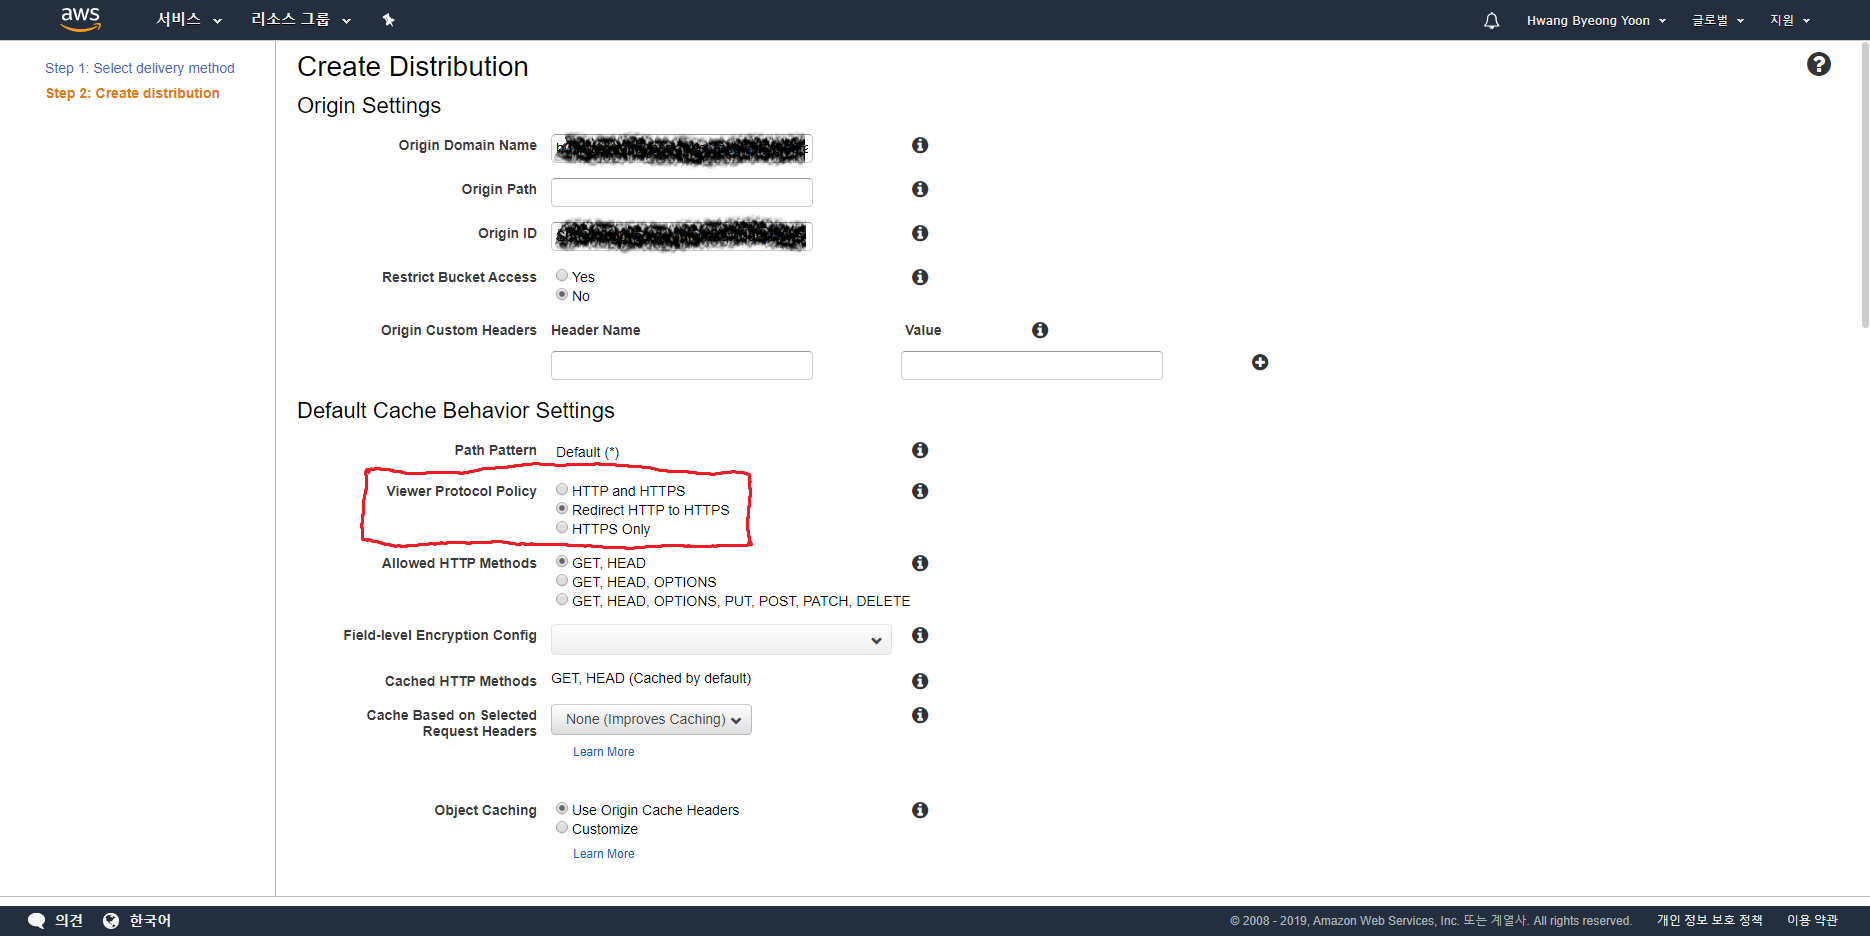 aws 서비스 리소스 그룹 Hwang Byeong Yoon 글로벌 지원
Step 1: Select delivery method
Step 2: Create distribution
Create Distribution
Origin Settings
Origin Domain Name
Origin Path
Origin ID
Restrict Bucket Access Yes
No
Origin Custom Headers Header Name Value
Default Cache Behavior Settings
Path Pattern Default (*)
Viewer Protocol Policy HTTP and HTTPS
Redirect HTTP to HTTPS
HTTPS Only
Allowed HTTP Methods GET, HEAD
GET, HEAD, OPTIONS
GET, HEAD, OPTIONS, PUT, POST, PATCH, DELETE
Field-level Encryption Config
Cached HTTP Methods GET, HEAD (Cached by default)
Cache Based on Selected
Request Headers None (Improves Caching)
Learn More
Object Caching Use Origin Cache Headers
Customize
Learn More
의견 한국어 © 2008 - 2019, Amazon Web Services, Inc. 또는 계열사. All rights reserved. 개인 정보 보호 정책 이용 약관